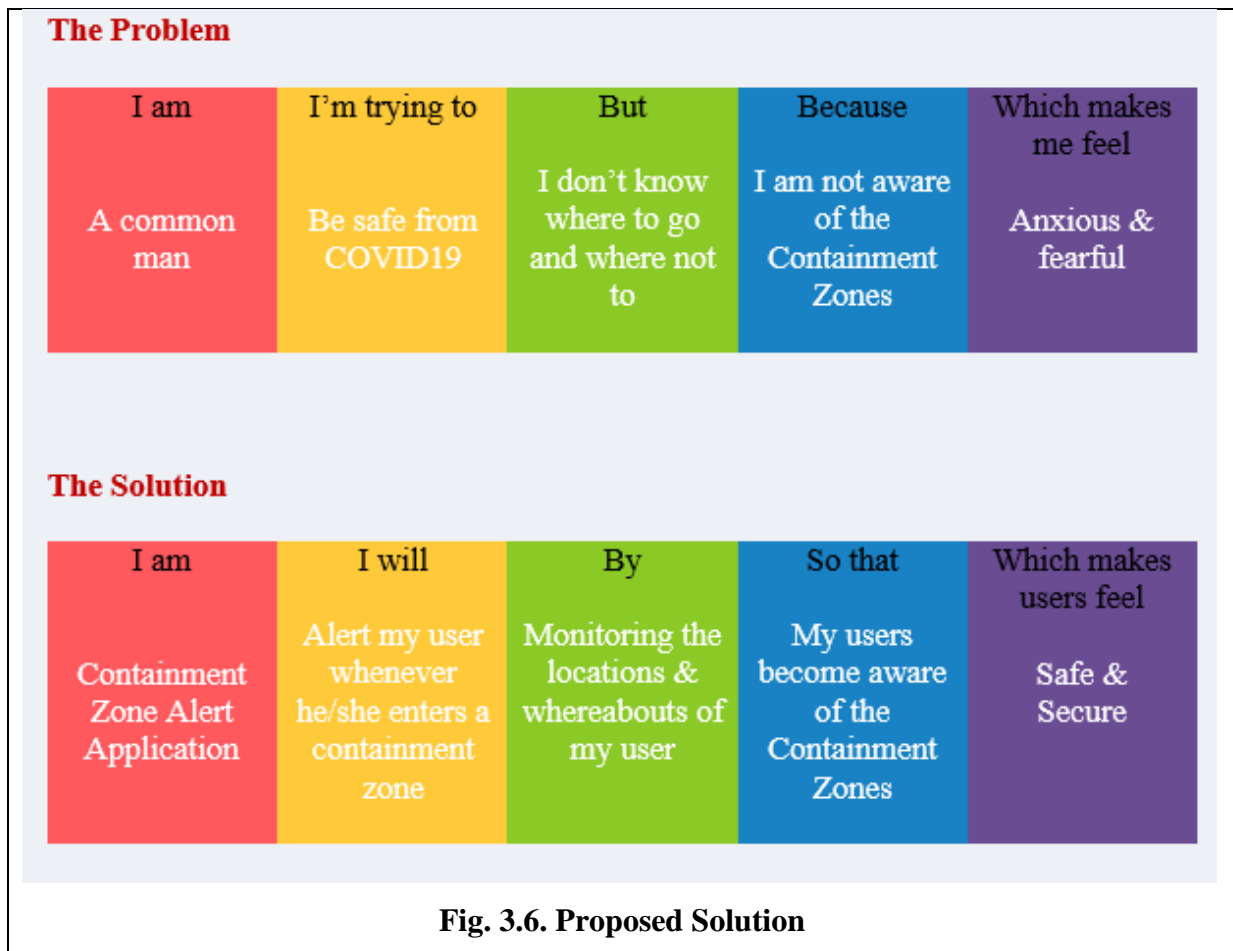 The Problem
I am
A common
man
I’m trying to
Be safe from
COVID19
But
I don’t know
where to go
and where not
to
Because
I am not aware
of the
Containment
Zones
Which makes
me feel
Anxious &
fearful
The Solution
I am
Containment
Zone Alert
Application
I will
Alert my user
whenever
he/she enters a
containment
zone
By
Monitoring the
locations &
whereabouts of
my user
So that
My users
become aware
of the
Containment
Zones
Which makes
users feel
Safe &
Secure
Fig. 3.6. Proposed Solution